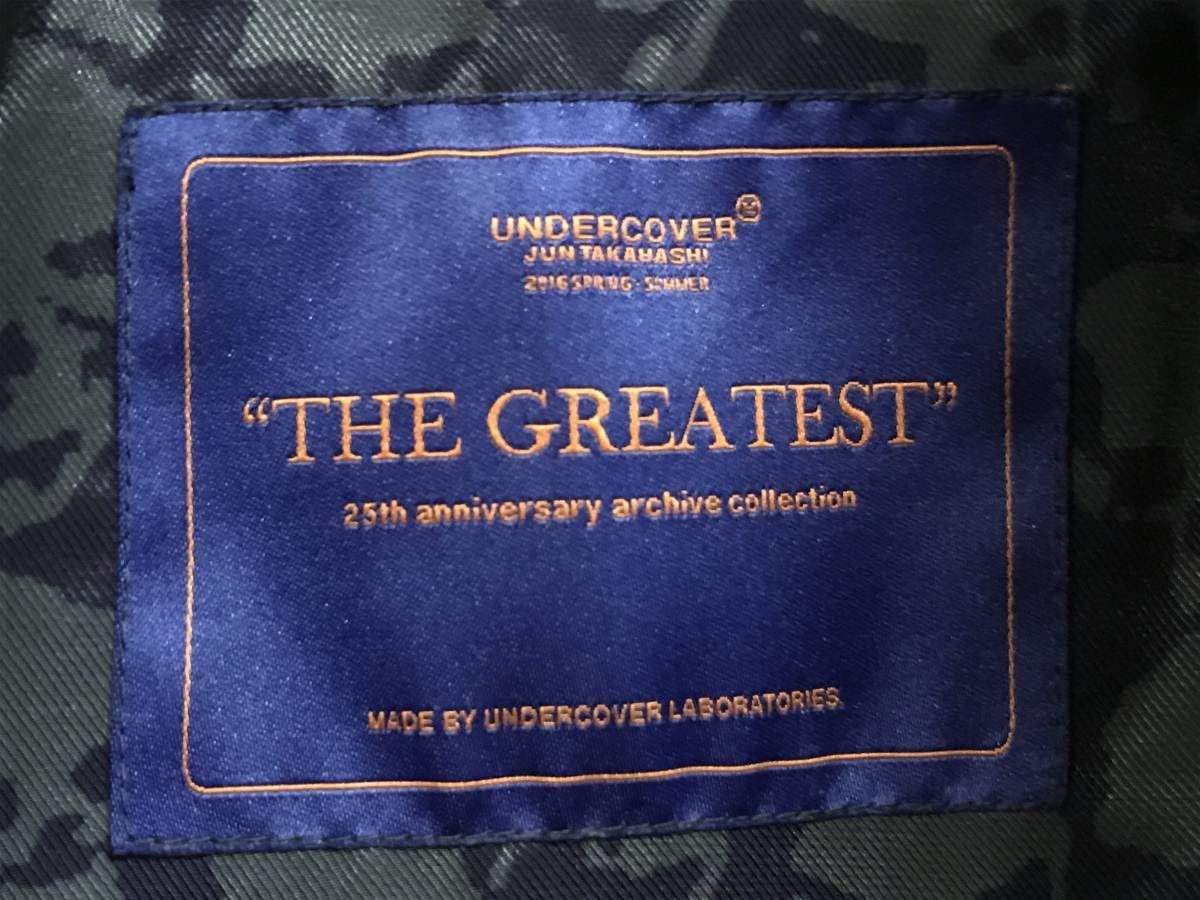 UNDERCOVER
JUN TAKAHASHI
2016 SPRING - SUMMER
“THE GREATEST”
25th anniversary archive collection
MADE BY UNDERCOVER LABORATORIES.